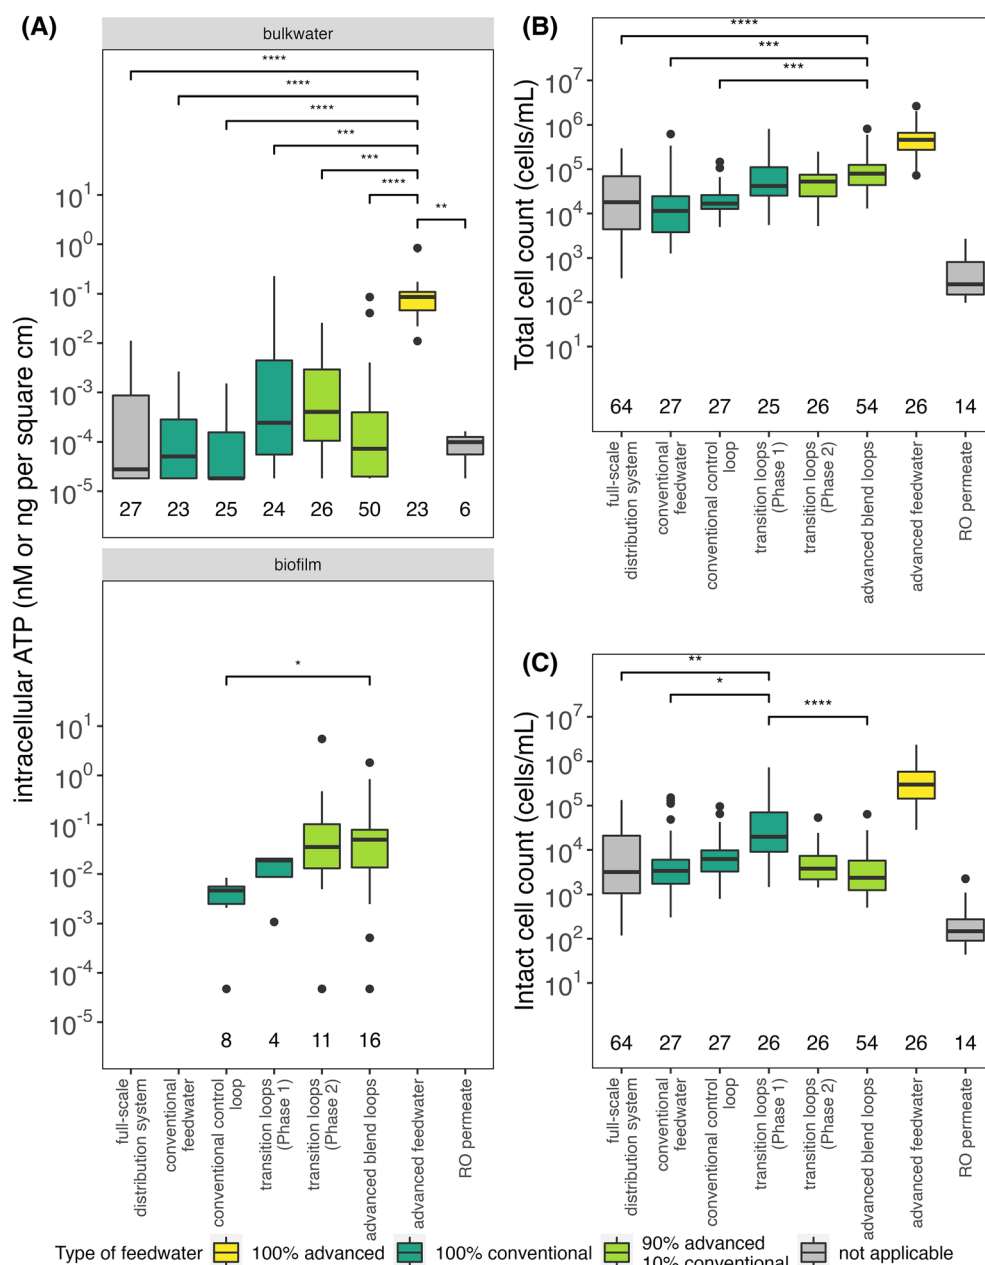 (A)
bulkwater
****
****
****
***
***
****
**
10^1
10^0
10^-1
10^-2
10^-3
10^-4
10^-5
27 23 25 24 26 50 23 6
biofilm
*
10^1
10^0
10^-1
10^-2
10^-3
10^-4
10^-5
8 4 11 16
intracellular ATP (nM or ng per square cm)
full-scale
distribution system
conventional
feedwater
conventional control
loop
transition loops
(Phase 1)
transition loops
(Phase 2)
advanced blend loops
advanced feedwater
RO permeate
(B)
****
***
***
10^7
10^6
10^5
10^4
10^3
10^2
10^1
Total cell count (cells/mL)
64 27 27 25 26 54 26 14
full-scale
distribution system
conventional
feedwater
conventional control
loop
transition loops
(Phase 1)
transition loops
(Phase 2)
advanced blend loops
advanced feedwater
RO permeate
(C)
**
*
****
10^7
10^6
10^5
10^4
10^3
10^2
10^1
Intact cell count (cells/mL)
64 27 27 26 26 54 26 14
full-scale
distribution system
conventional
feedwater
conventional control
loop
transition loops
(Phase 1)
transition loops
(Phase 2)
advanced blend loops
advanced feedwater
RO permeate
Type of feedwater
100% advanced
100% conventional
90% advanced
10% conventional
not applicable